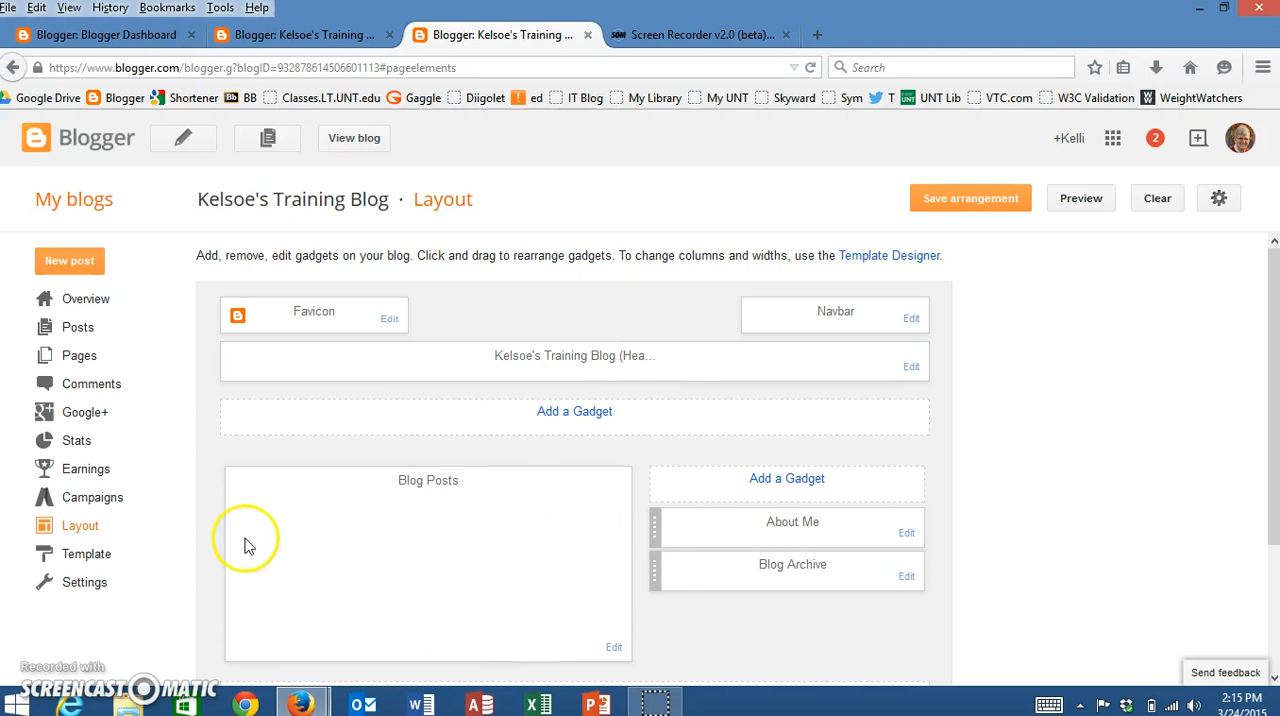 File Edit View History Bookmarks Tools Help
Blogger: Blogger Dashboard × Blogger: Kelsoe's Training ... × Blogger: Kelsoe's Training ... × SOM Screen Recorder v2.0 (beta)... × +
https://www.blogger.com/blogger.g?blogID=932878614506601113#pageelements Search
Google Drive Blogger Shortener BB Classes.LT.UNT.edu Gaggle Diigolet ed IT Blog My Library My UNT Skyward Sym T UNT Lib VTC.com W3C Validation WeightWatchers
Blogger View blog +Kelli 2
My blogs Kelsoe's Training Blog · Layout Save arrangement Preview Clear
New post
Overview
Posts
Pages
Comments
Google+
Stats
Earnings
Campaigns
Layout
Template
Settings
Add, remove, edit gadgets on your blog. Click and drag to rearrange gadgets. To change columns and widths, use the Template Designer.
Favicon Edit
Navbar Edit
Kelsoe's Training Blog (Hea...
Edit
Add a Gadget
Blog Posts
Edit
Add a Gadget
About Me
Edit
Blog Archive
Edit
Send feedback
Recorded with
SCREENCAST MATIC
2:15 PM
3/24/2015